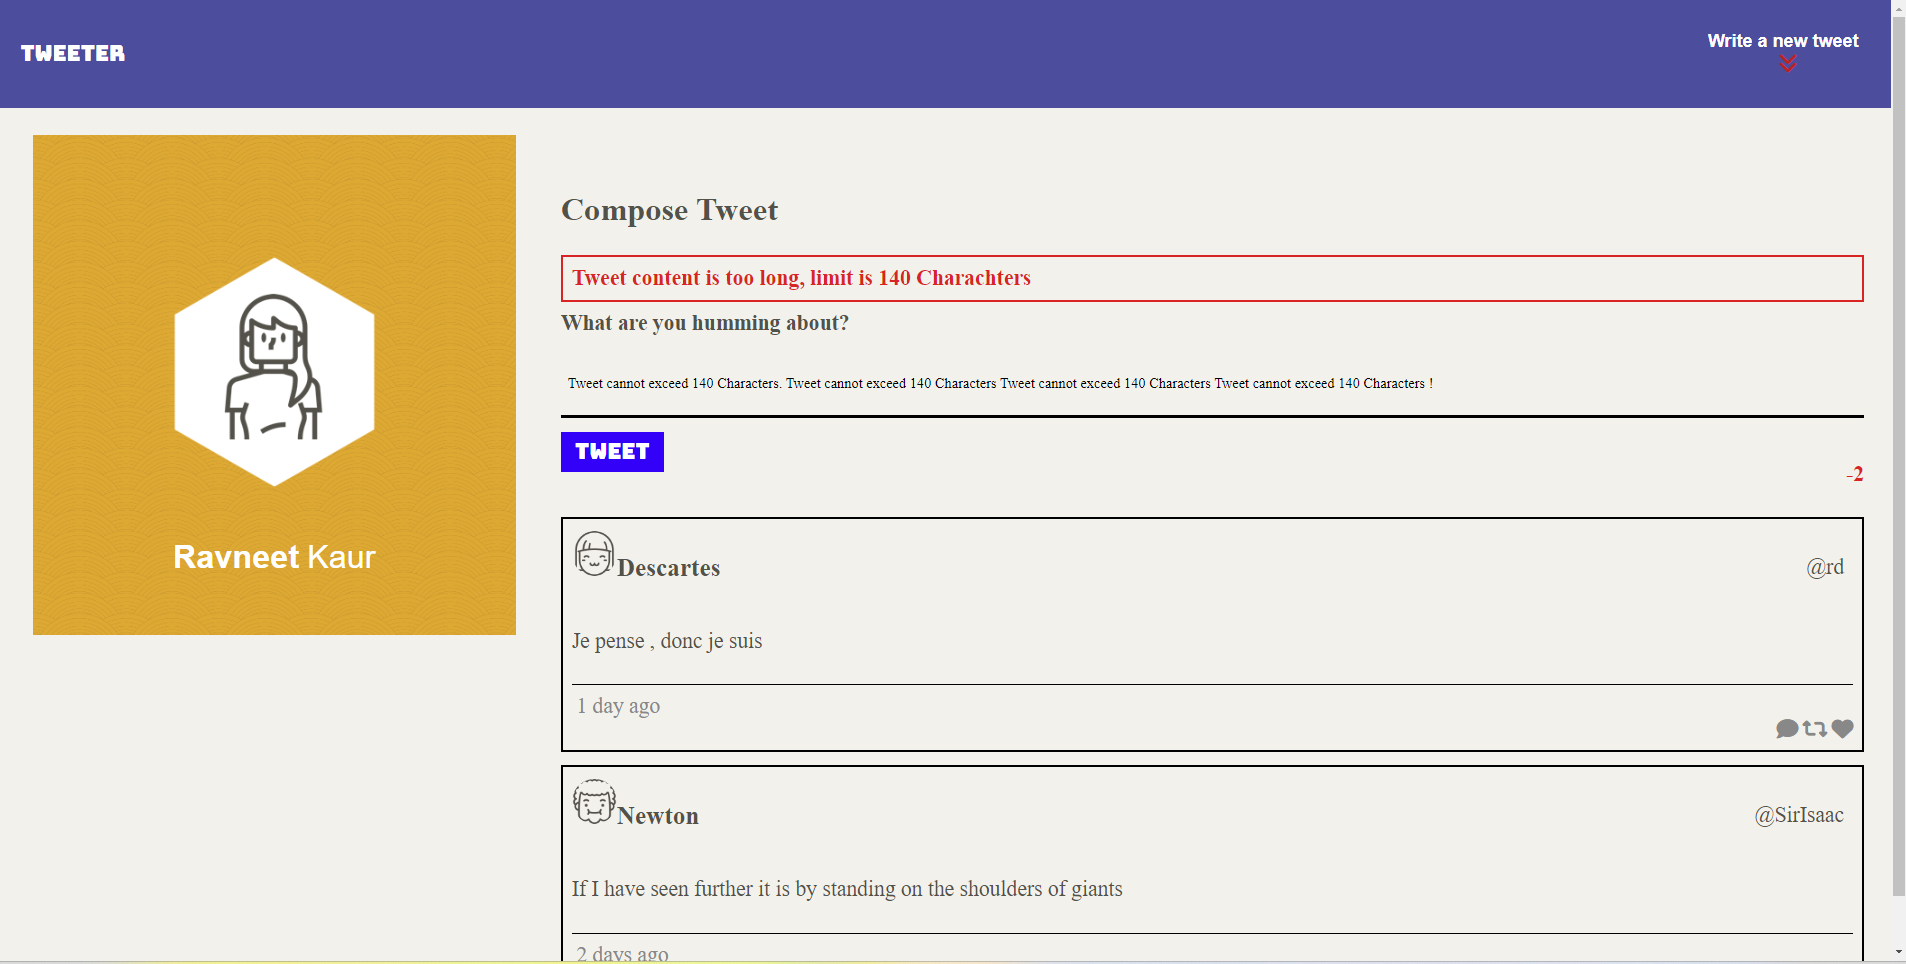 TWEETER
Write a new tweet
Ravneet Kaur
Compose Tweet
Tweet content is too long, limit is 140 Charachters
What are you humming about?
Tweet cannot exceed 140 Characters. Tweet cannot exceed 140 Characters Tweet cannot exceed 140 Characters Tweet cannot exceed 140 Characters !
TWEET
-2
Descartes @rd
Je pense , donc je suis
1 day ago
Newton @SirIsaac
If I have seen further it is by standing on the shoulders of giants
2 days ago